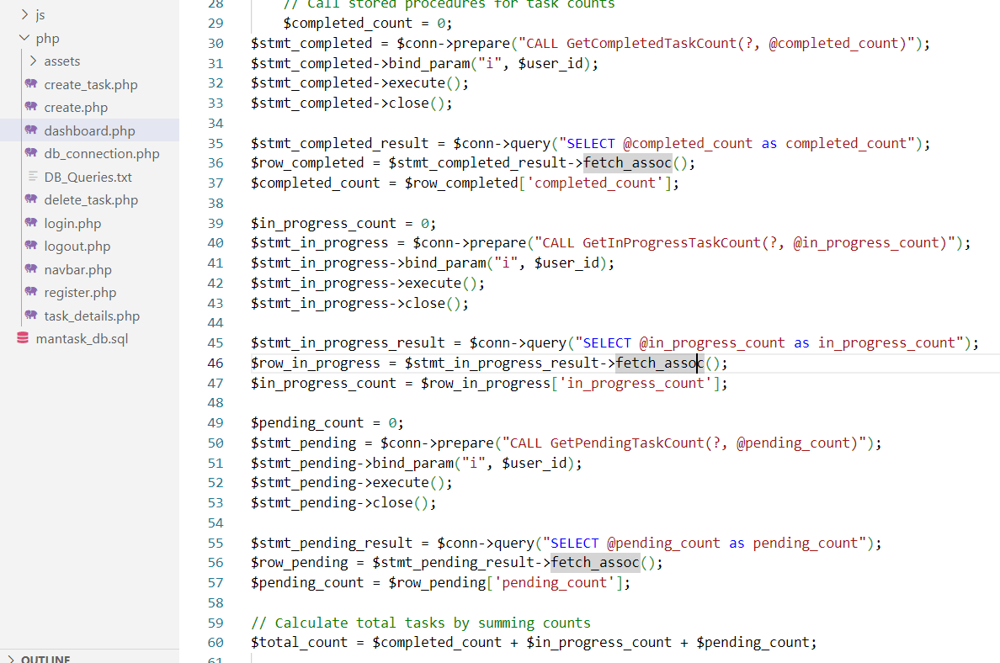 js
php
assets
create_task.php
create.php
dashboard.php
db_connection.php
DB_Queries.txt
delete_task.php
login.php
logout.php
navbar.php
register.php
task_details.php
mantask_db.sql
OUTLINE
28 // Call stored procedures for task counts
29 $completed_count = 0;
30 $stmt_completed = $conn->prepare("CALL GetCompletedTaskCount(?, @completed_count)");
31 $stmt_completed->bind_param("i", $user_id);
32 $stmt_completed->execute();
33 $stmt_completed->close();
34
35 $stmt_completed_result = $conn->query("SELECT @completed_count as completed_count");
36 $row_completed = $stmt_completed_result->fetch_assoc();
37 $completed_count = $row_completed['completed_count'];
38
39 $in_progress_count = 0;
40 $stmt_in_progress = $conn->prepare("CALL GetInProgressTaskCount(?, @in_progress_count)");
41 $stmt_in_progress->bind_param("i", $user_id);
42 $stmt_in_progress->execute();
43 $stmt_in_progress->close();
44
45 $stmt_in_progress_result = $conn->query("SELECT @in_progress_count as in_progress_count");
46 $row_in_progress = $stmt_in_progress_result->fetch_assoc();
47 $in_progress_count = $row_in_progress['in_progress_count'];
48
49 $pending_count = 0;
50 $stmt_pending = $conn->prepare("CALL GetPendingTaskCount(?, @pending_count)");
51 $stmt_pending->bind_param("i", $user_id);
52 $stmt_pending->execute();
53 $stmt_pending->close();
54
55 $stmt_pending_result = $conn->query("SELECT @pending_count as pending_count");
56 $row_pending = $stmt_pending_result->fetch_assoc();
57 $pending_count = $row_pending['pending_count'];
58
59 // Calculate total tasks by summing counts
60 $total_count = $completed_count + $in_progress_count + $pending_count;
61